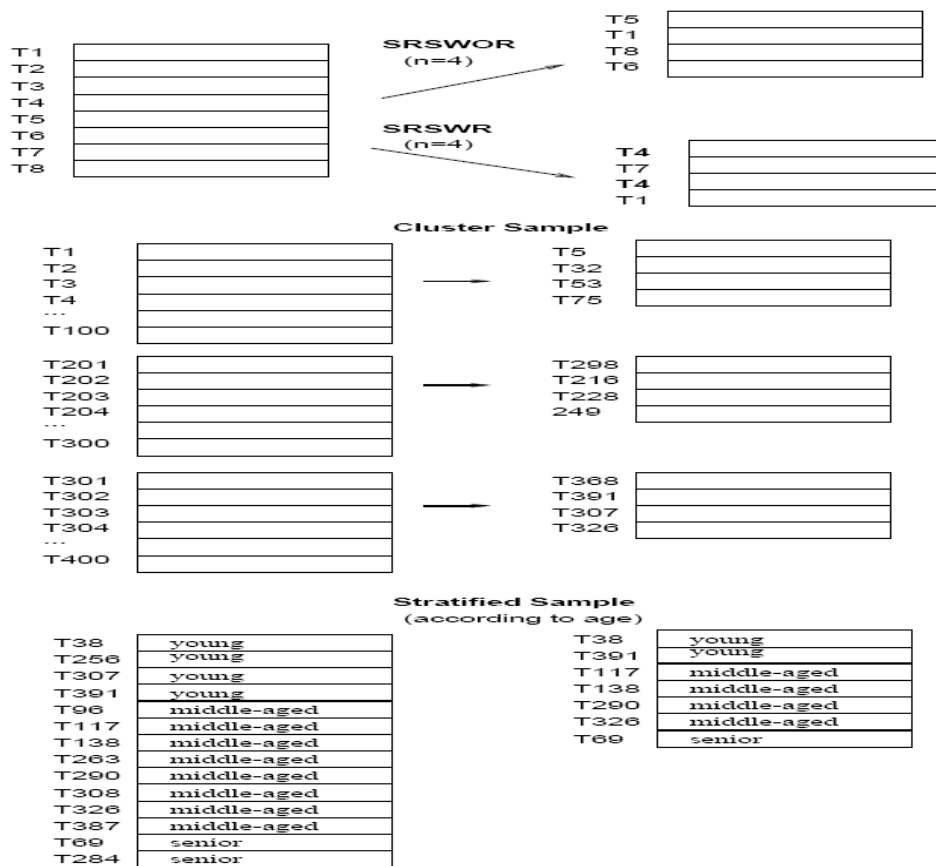 T1
T2
T3
T4
T5
T6
T7
T8
SRSWOR
(n=4)
SRSWR
(n=4)
T5
T1
T8
T6
T4
T7
T4
T1
Cluster Sample
T1
T2
T3
T4
...
T100
T5
T32
T53
T75
T201
T202
T203
T204
...
T300
T298
T216
T228
249
T301
T302
T303
T304
...
T400
T368
T391
T307
T326
Stratified Sample
(according to age)
T38 young
T256 young
T307 young
T391 young
T96 middle-aged
T117 middle-aged
T138 middle-aged
T263 middle-aged
T290 middle-aged
T308 middle-aged
T326 middle-aged
T387 middle-aged
T69 senior
T284 senior
T38 young
T391 young
T117 middle-aged
T138 middle-aged
T290 middle-aged
T326 middle-aged
T69 senior